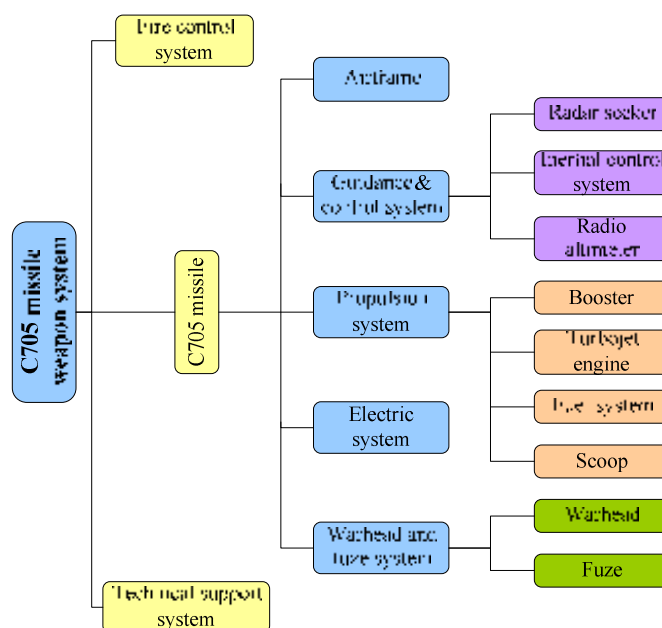 Fire control
system
Airframe
Radar seeker
Guidance &
control system
Inertial control
system
Radio
altimeter
C705 missile
weapon system
C705 missile
Propulsion
system
Booster
Turbojet
engine
Fuel system
Scoop
Electric
system
Warhead and
fuze system
Warhead
Fuze
Technical support
system